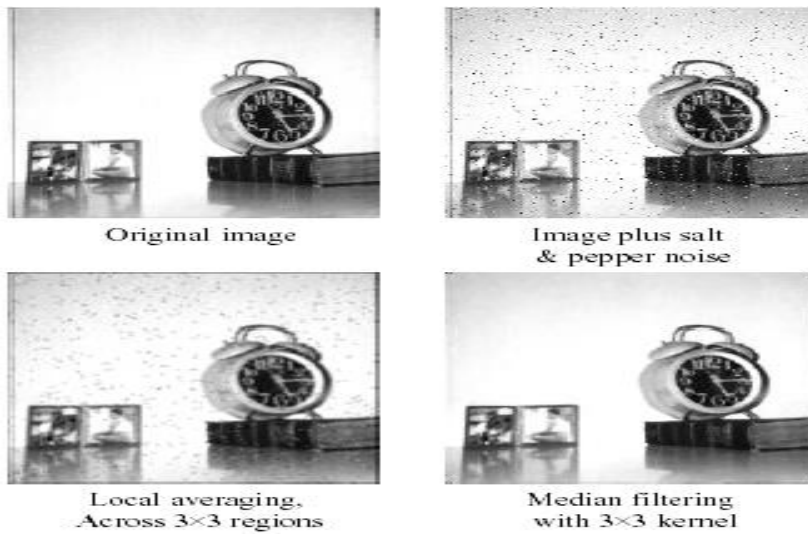 Original image
Image plus salt
& pepper noise
Local averaging,
Across 3×3 regions
Median filtering
with 3×3 kernel